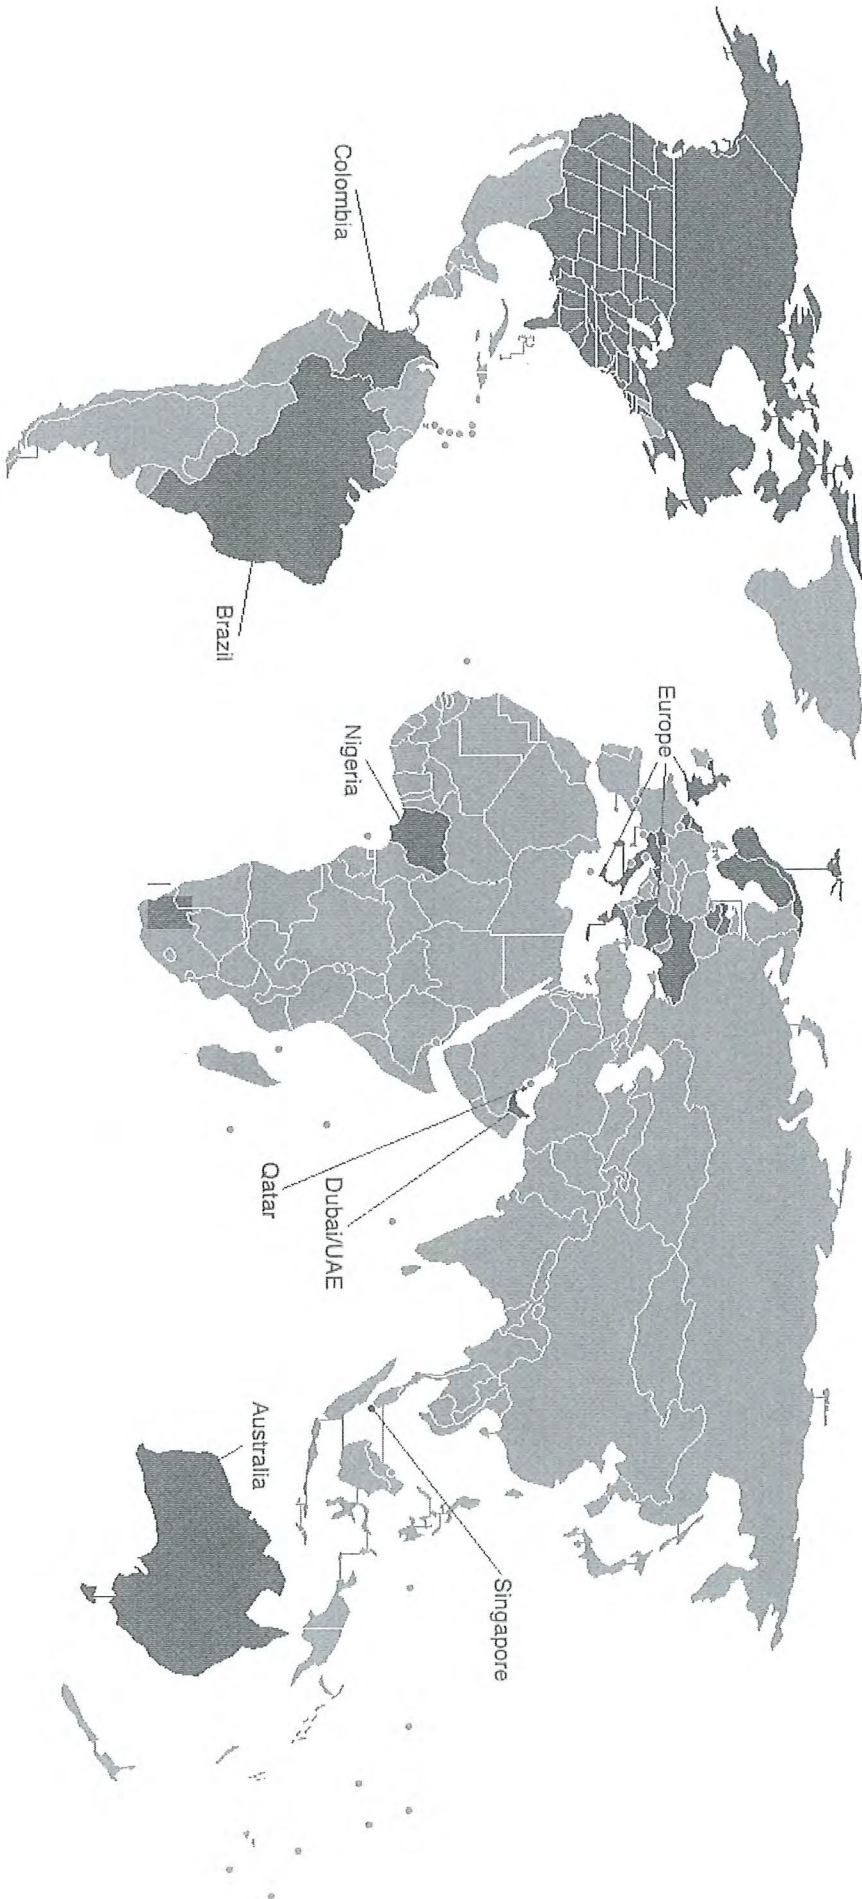 Europe
Colombia
Brazil
Nigeria
Qatar
Dubai/UAE
Singapore
Australia